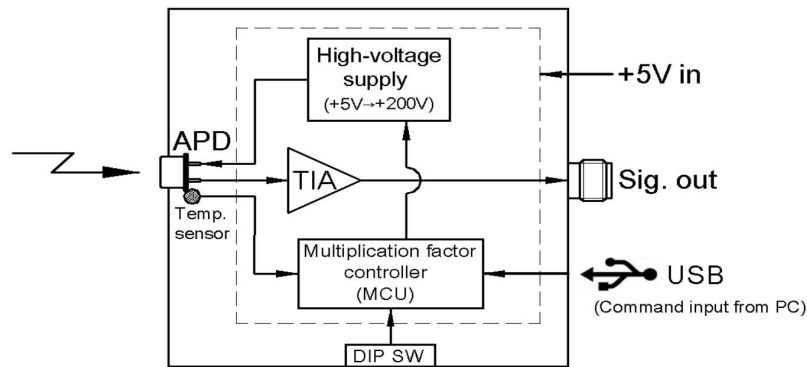 High-voltage
supply
(+5V→+200V)
+5V in
APD
TIA
Sig. out
Temp.
sensor
Multiplication factor
controller
(MCU)
USB
(Command input from PC)
DIP SW